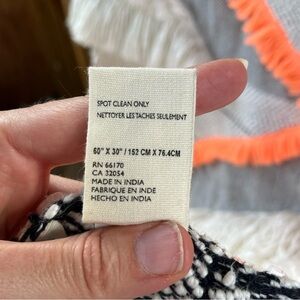 SPOT CLEAN ONLY
NETTOYER LES TACHES SEULEMENT
60" X 30" / 152 CM X 76.4CM
RN 66170
CA 32054
MADE IN INDIA
FABRIQUE EN INDE
HECHO EN INDIA